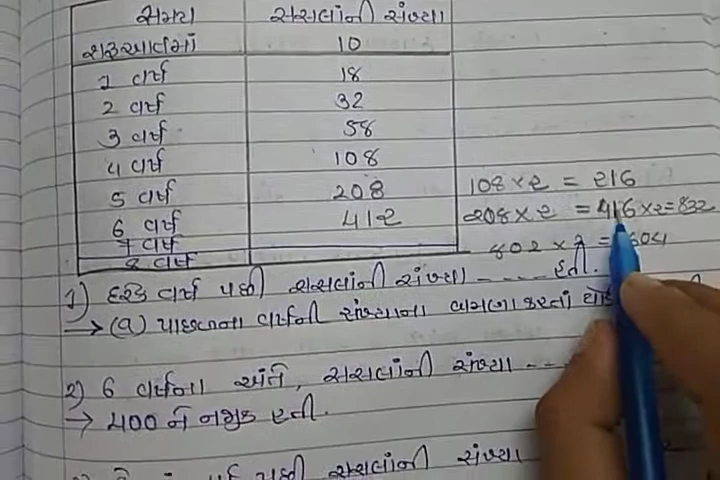 સમય સસલાંની સંખ્યા
શરૂઆતમાં 10
1 વર્ષ 18
2 વર્ષ 32
3 વર્ષ 58
4 વર્ષ 108
5 વર્ષ 208 108 × 2 = 216
6 વર્ષ 412 208 × 2 = 416 × 2 = 832
7 વર્ષ
8 વર્ષ 802 × 2 =
1) દરેક વર્ષ પછી સસલાંની સંખ્યા ---- હતી.
→ (a) પાછળના વર્ષની સંખ્યાના બમણા કરતાં
2) 6 વર્ષના અંતે, સસલાંની સંખ્યા ---
→ 400 ને નજીક હતી.
વર્ષ પછી સસલાંની સંખ્યા